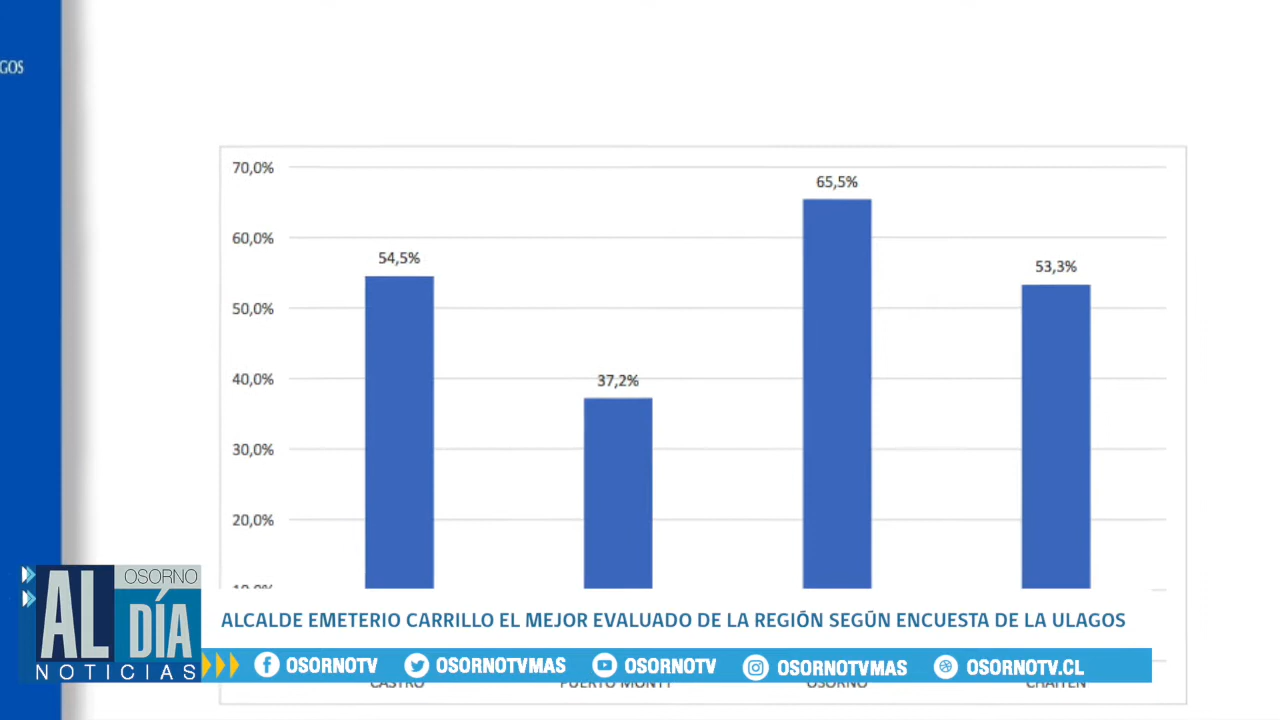 GOS
70,0%
65,5%
60,0%
54,5%
53,3%
50,0%
37,2%
40,0%
30,0%
20,0%
10,0%
OSORNO
AL DÍA
NOTICIAS
ALCALDE EMETERIO CARRILLO EL MEJOR EVALUADO DE LA REGIÓN SEGÚN ENCUESTA DE LA ULAGOS
OSORNOTV OSORNOTVMAS OSORNOTV OSORNOTVMAS OSORNOTV.CL
CASTRO PUERTO MONTT OSORNO CHAITEN